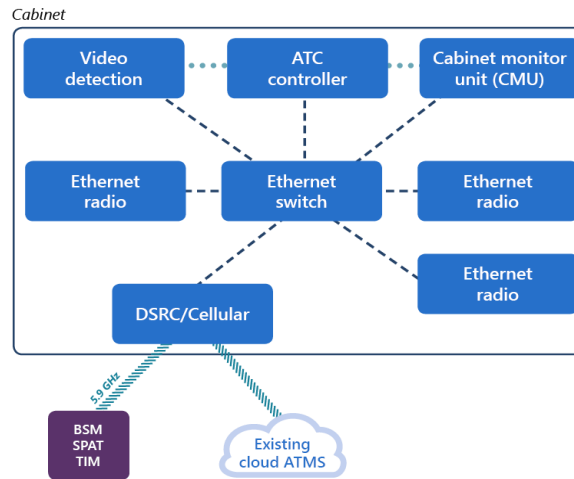 Cabinet
Video
detection
ATC
controller
Cabinet monitor
unit (CMU)
Ethernet
radio
Ethernet
switch
Ethernet
radio
Ethernet
radio
DSRC/Cellular
5.9 GHz
BSM
SPAT
TIM
Existing
cloud ATMS